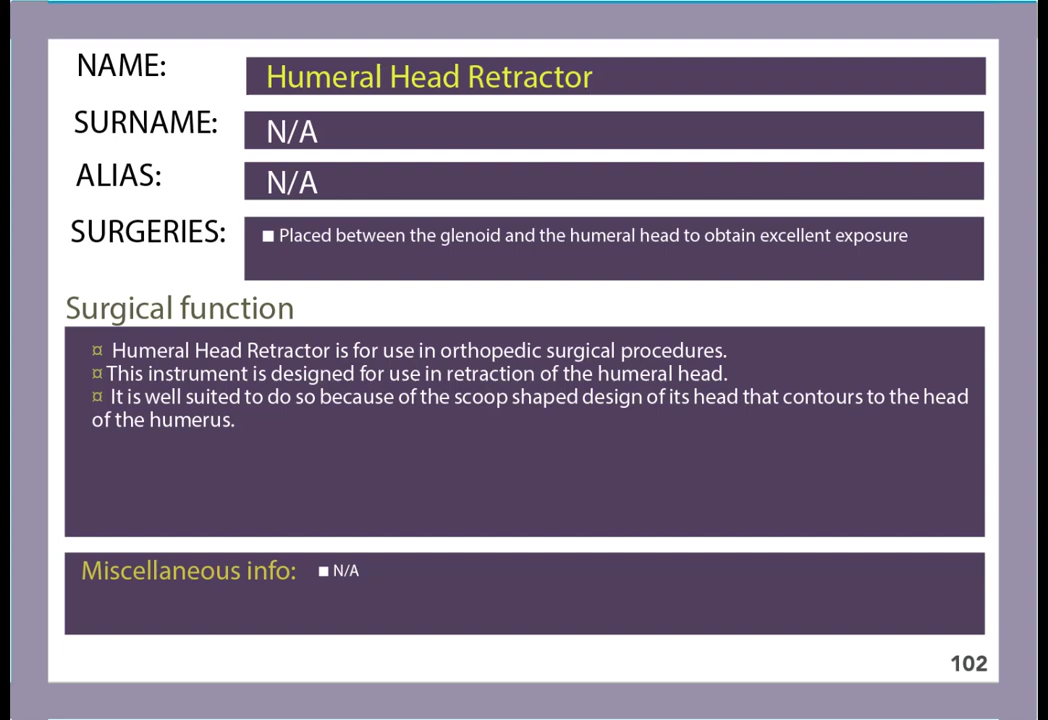 NAME:
Humeral Head Retractor
SURNAME:
N/A
ALIAS:
N/A
SURGERIES:
■ Placed between the glenoid and the humeral head to obtain excellent exposure
Surgical function
¤ Humeral Head Retractor is for use in orthopedic surgical procedures.
¤ This instrument is designed for use in retraction of the humeral head.
¤ It is well suited to do so because of the scoop shaped design of its head that contours to the head
of the humerus.
Miscellaneous info: ■ N/A
102